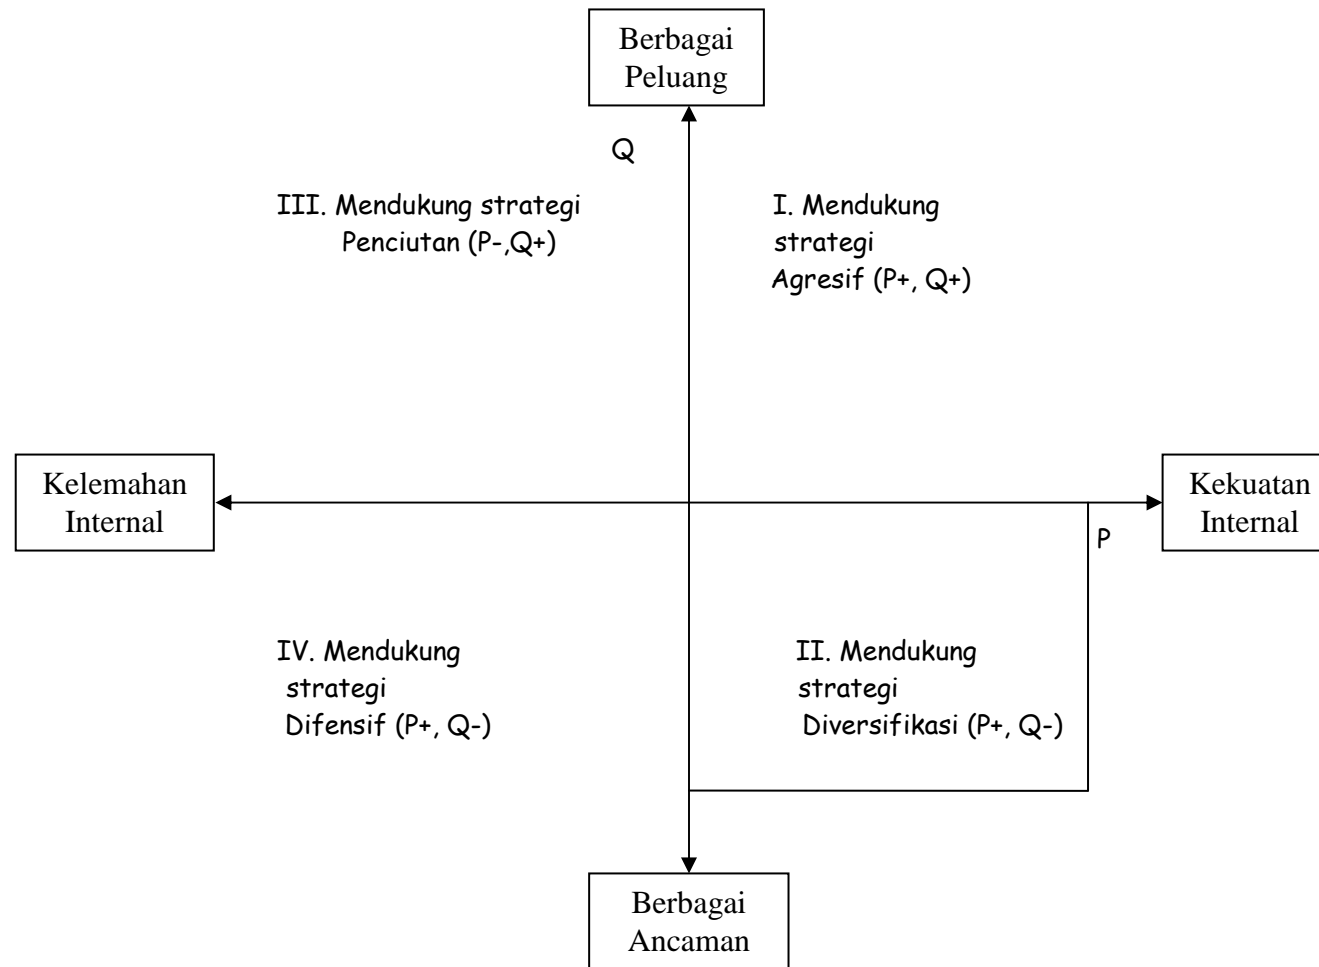 Berbagai
Peluang
Q
III. Mendukung strategi
Penciutan (P-,Q+)
I. Mendukung
strategi
Agresif (P+, Q+)
Kelemahan
Internal
Kekuatan
Internal
P
IV. Mendukung
strategi
Difensif (P+, Q-)
II. Mendukung
strategi
Diversifikasi (P+, Q-)
Berbagai
Ancaman